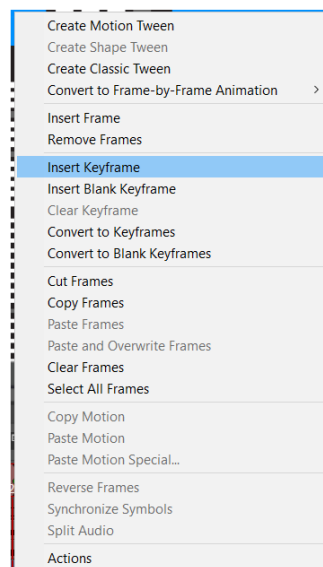 Create Motion Tween
Create Shape Tween
Create Classic Tween
Convert to Frame-by-Frame Animation
Insert Frame
Remove Frames
Insert Keyframe
Insert Blank Keyframe
Clear Keyframe
Convert to Keyframes
Convert to Blank Keyframes
Cut Frames
Copy Frames
Paste Frames
Paste and Overwrite Frames
Clear Frames
Select All Frames
Copy Motion
Paste Motion
Paste Motion Special...
Reverse Frames
Synchronize Symbols
Split Audio
Actions